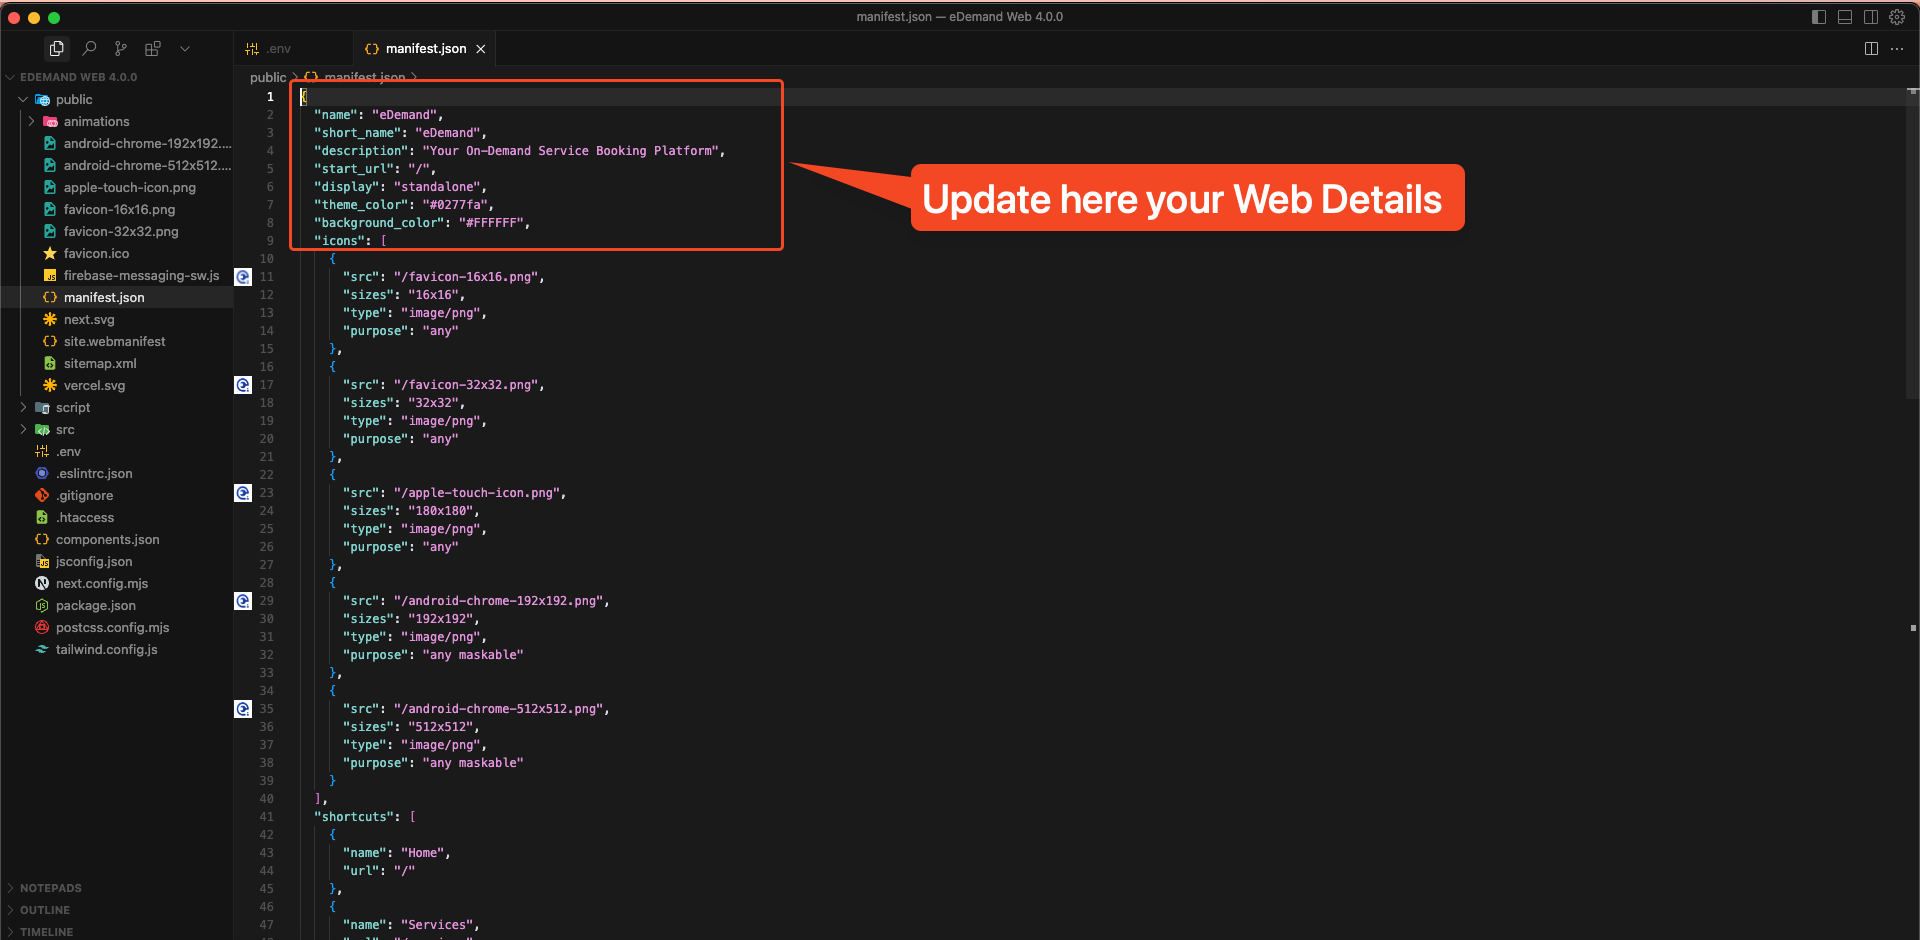 manifest.json — eDemand Web 4.0.0
.env
manifest.json
EDEMAND WEB 4.0.0
public
animations
android-chrome-192x192....
android-chrome-512x512....
apple-touch-icon.png
favicon-16x16.png
favicon-32x32.png
favicon.ico
firebase-messaging-sw.js
manifest.json
next.svg
site.webmanifest
sitemap.xml
vercel.svg
script
src
.env
.eslintrc.json
.gitignore
.htaccess
components.json
jsconfig.json
next.config.mjs
package.json
postcss.config.mjs
tailwind.config.js
NOTEPADS
OUTLINE
TIMELINE
public > {} manifest.json >
1 {
2 "name": "eDemand",
3 "short_name": "eDemand",
4 "description": "Your On-Demand Service Booking Platform",
5 "start_url": "/",
6 "display": "standalone",
7 "theme_color": "#0277fa",
8 "background_color": "#FFFFFF",
9 "icons": [
10 {
11 "src": "/favicon-16x16.png",
12 "sizes": "16x16",
13 "type": "image/png",
14 "purpose": "any"
15 },
16 {
17 "src": "/favicon-32x32.png",
18 "sizes": "32x32",
19 "type": "image/png",
20 "purpose": "any"
21 },
22 {
23 "src": "/apple-touch-icon.png",
24 "sizes": "180x180",
25 "type": "image/png",
26 "purpose": "any"
27 },
28 {
29 "src": "/android-chrome-192x192.png",
30 "sizes": "192x192",
31 "type": "image/png",
32 "purpose": "any maskable"
33 },
34 {
35 "src": "/android-chrome-512x512.png",
36 "sizes": "512x512",
37 "type": "image/png",
38 "purpose": "any maskable"
39 }
40 ],
41 "shortcuts": [
42 {
43 "name": "Home",
44 "url": "/"
45 },
46 {
47 "name": "Services",
Update here your Web Details